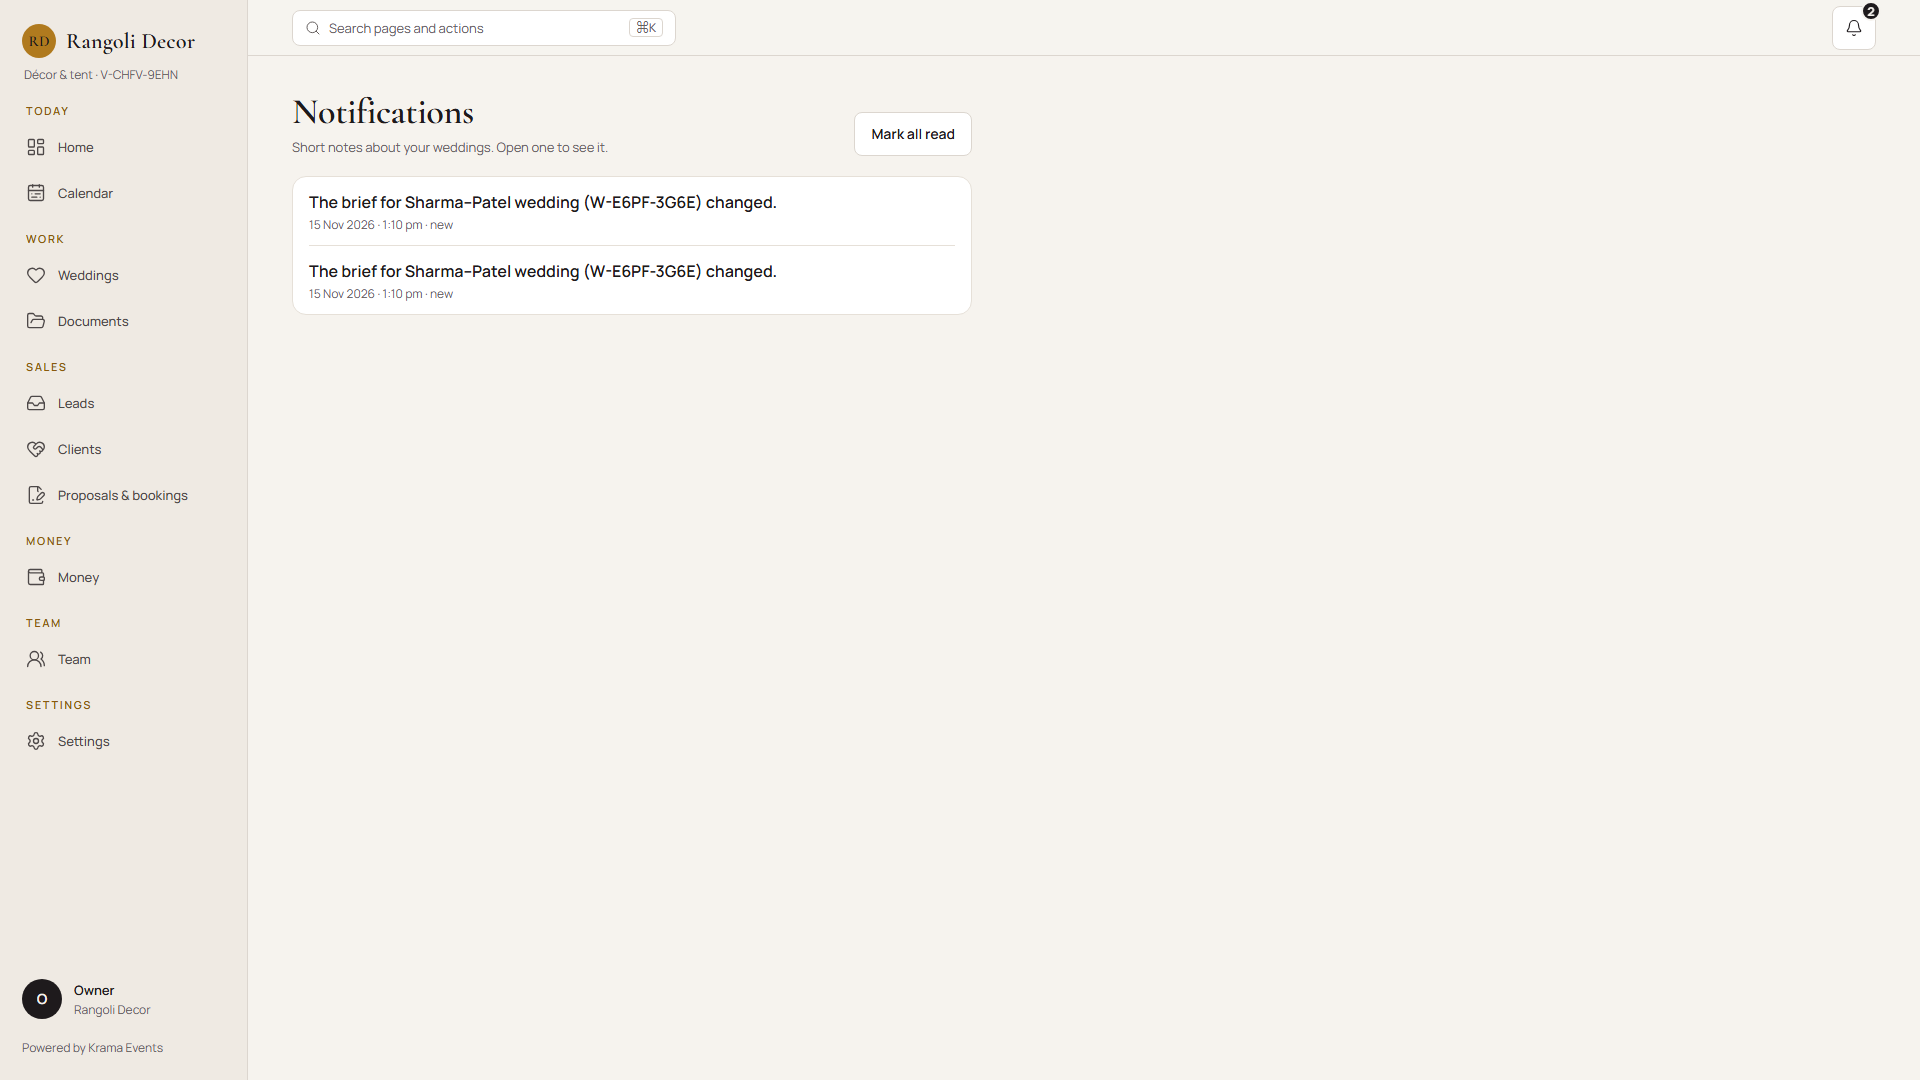 RD Rangoli Decor
Décor & tent · V-CHFV-9EHN
TODAY
Home
Calendar
WORK
Weddings
Documents
SALES
Leads
Clients
Proposals & bookings
MONEY
Money
TEAM
Team
SETTINGS
Settings
O
Owner
Rangoli Decor
Powered by Krama Events
Search pages and actions ⌘K
2
Notifications
Short notes about your weddings. Open one to see it.
Mark all read
The brief for Sharma–Patel wedding (W-E6PF-3G6E) changed.
15 Nov 2026 · 1:10 pm · new
The brief for Sharma–Patel wedding (W-E6PF-3G6E) changed.
15 Nov 2026 · 1:10 pm · new